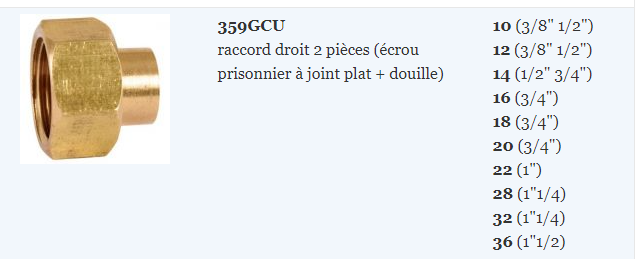 359GCU
raccord droit 2 pièces (écrou
prisonnier à joint plat + douille)
10 (3/8" 1/2")
12 (3/8" 1/2")
14 (1/2" 3/4")
16 (3/4")
18 (3/4")
20 (3/4")
22 (1")
28 (1"1/4)
32 (1"1/4)
36 (1"1/2)